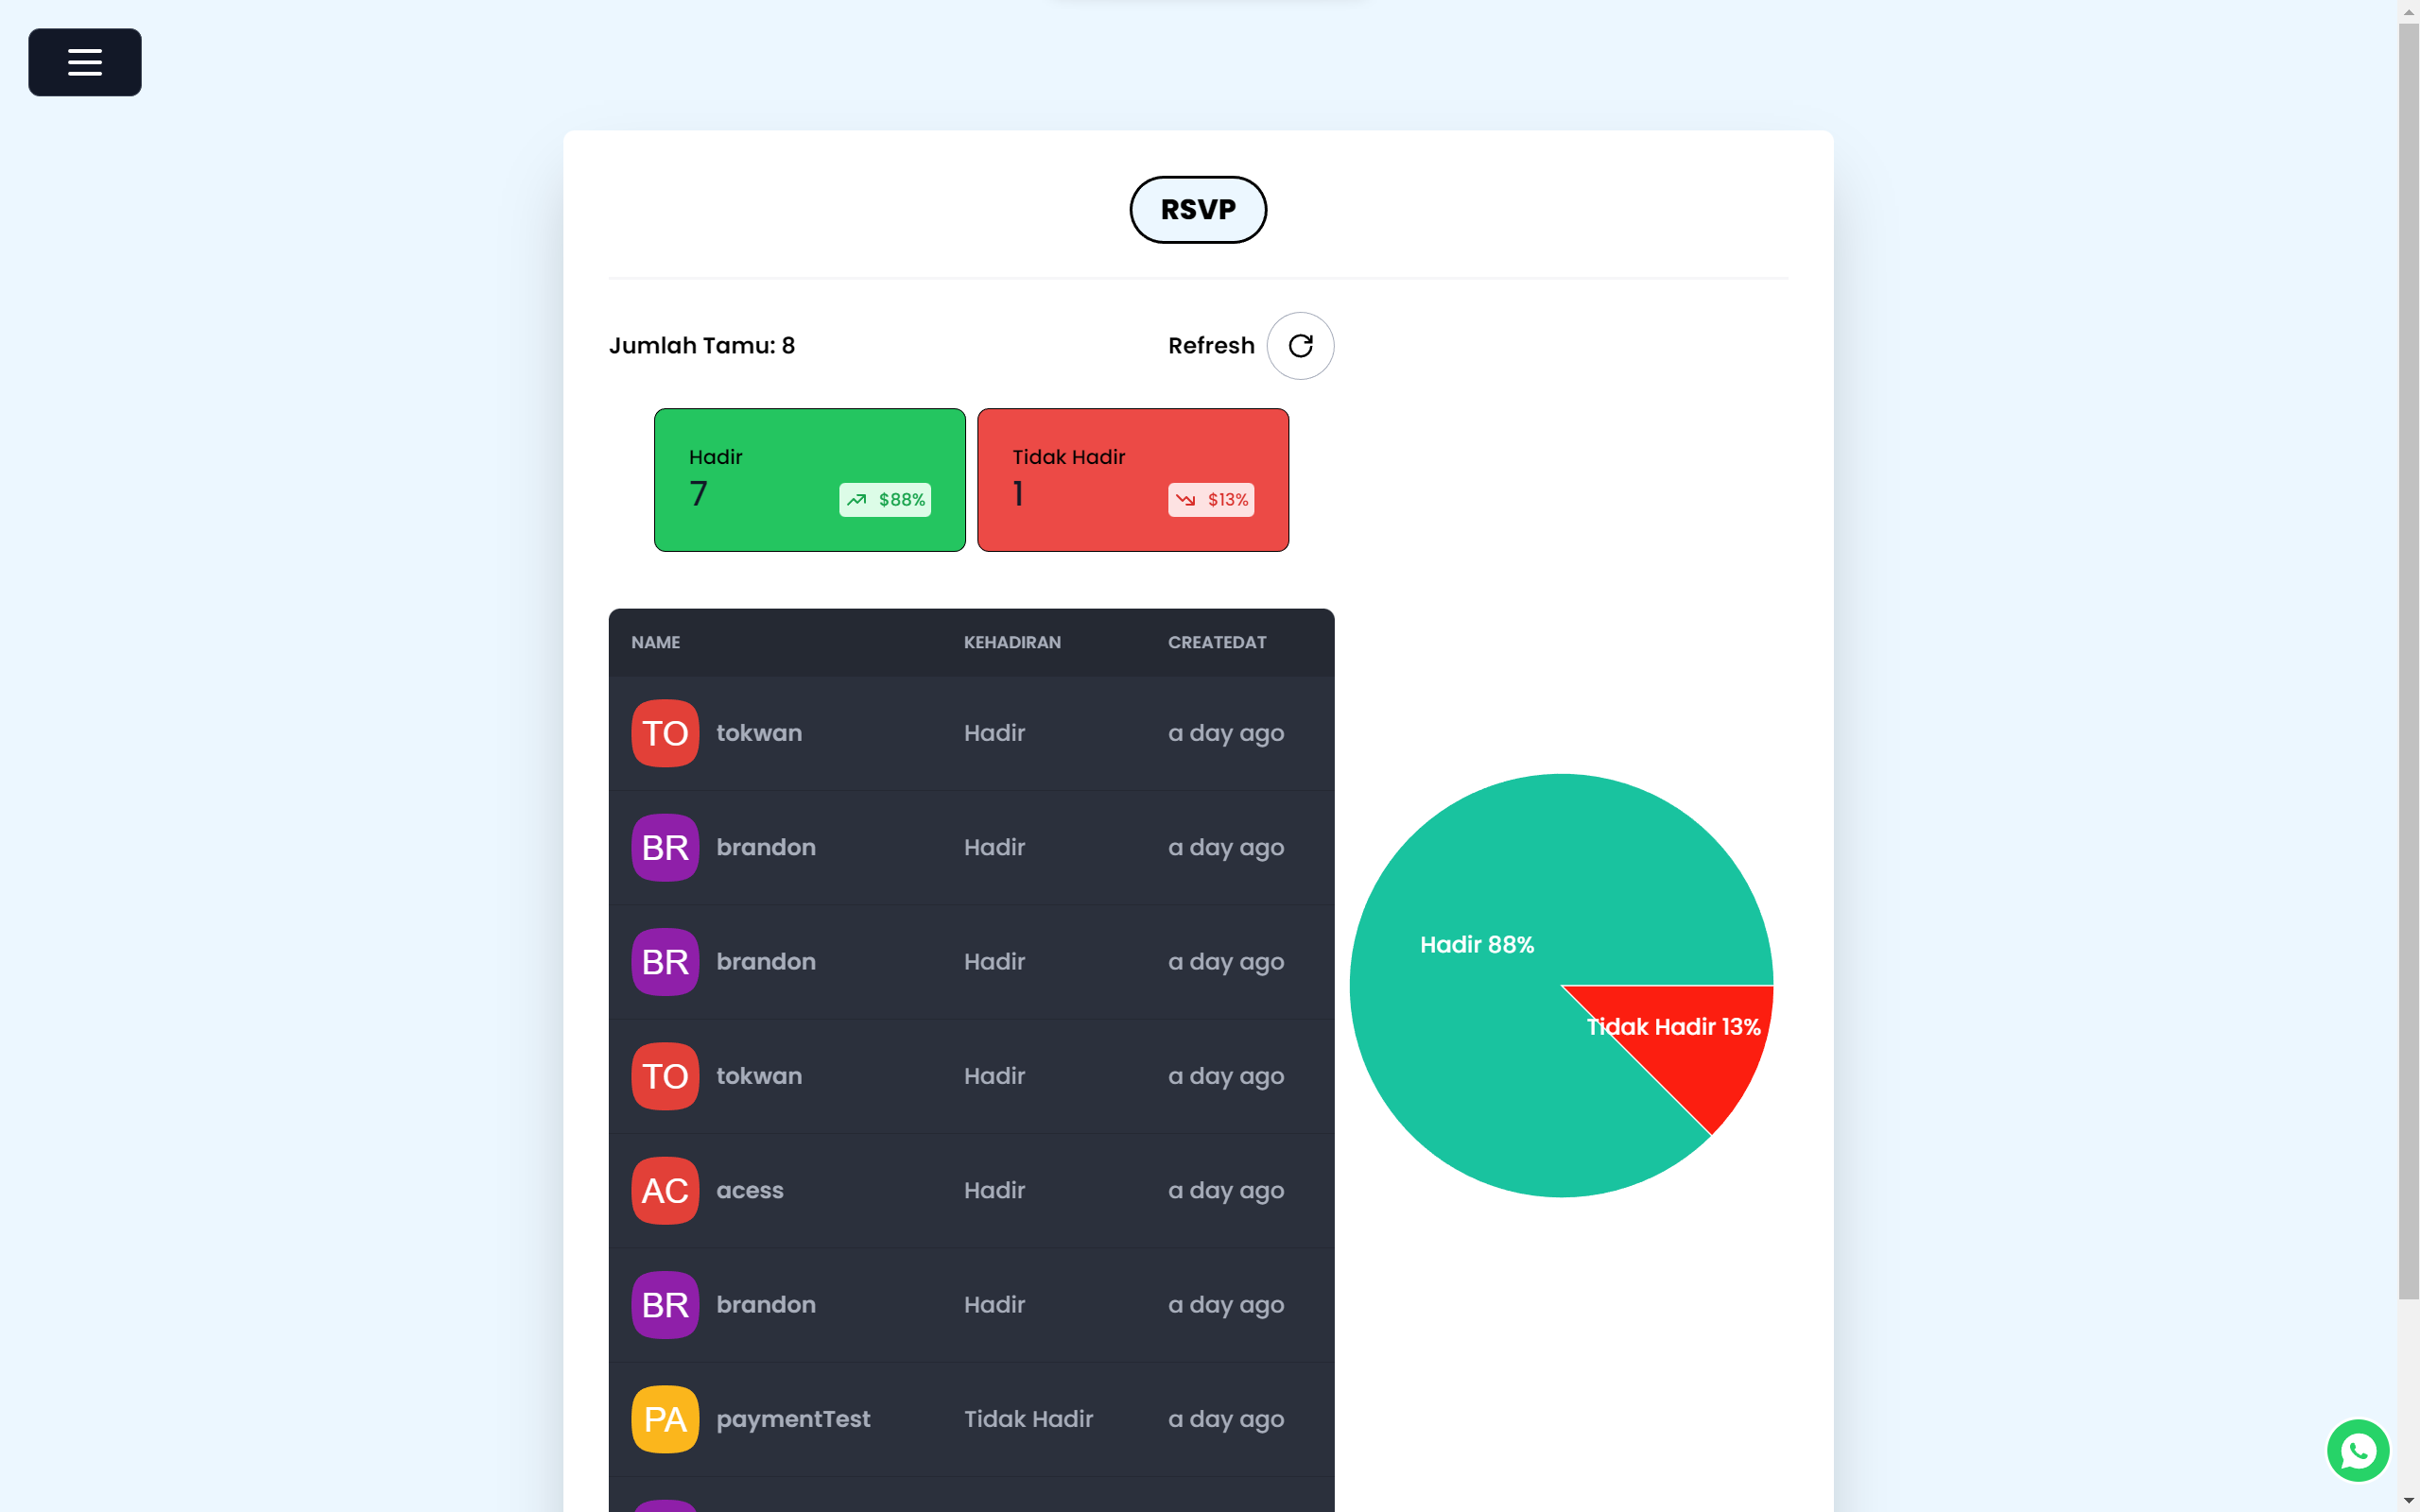 RSVP
Jumlah Tamu: 8
Refresh
Hadir
7
$88%
Tidak Hadir
1
$13%
NAME KEHADIRAN CREATEDAT
TO tokwan Hadir a day ago
BR brandon Hadir a day ago
BR brandon Hadir a day ago
TO tokwan Hadir a day ago
AC acess Hadir a day ago
BR brandon Hadir a day ago
PA paymentTest Tidak Hadir a day ago
Hadir 88%
Tidak Hadir 13%